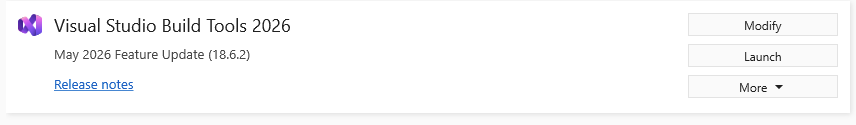 Visual Studio Build Tools 2026
Modify
May 2026 Feature Update (18.6.2)
Launch
Release notes
More